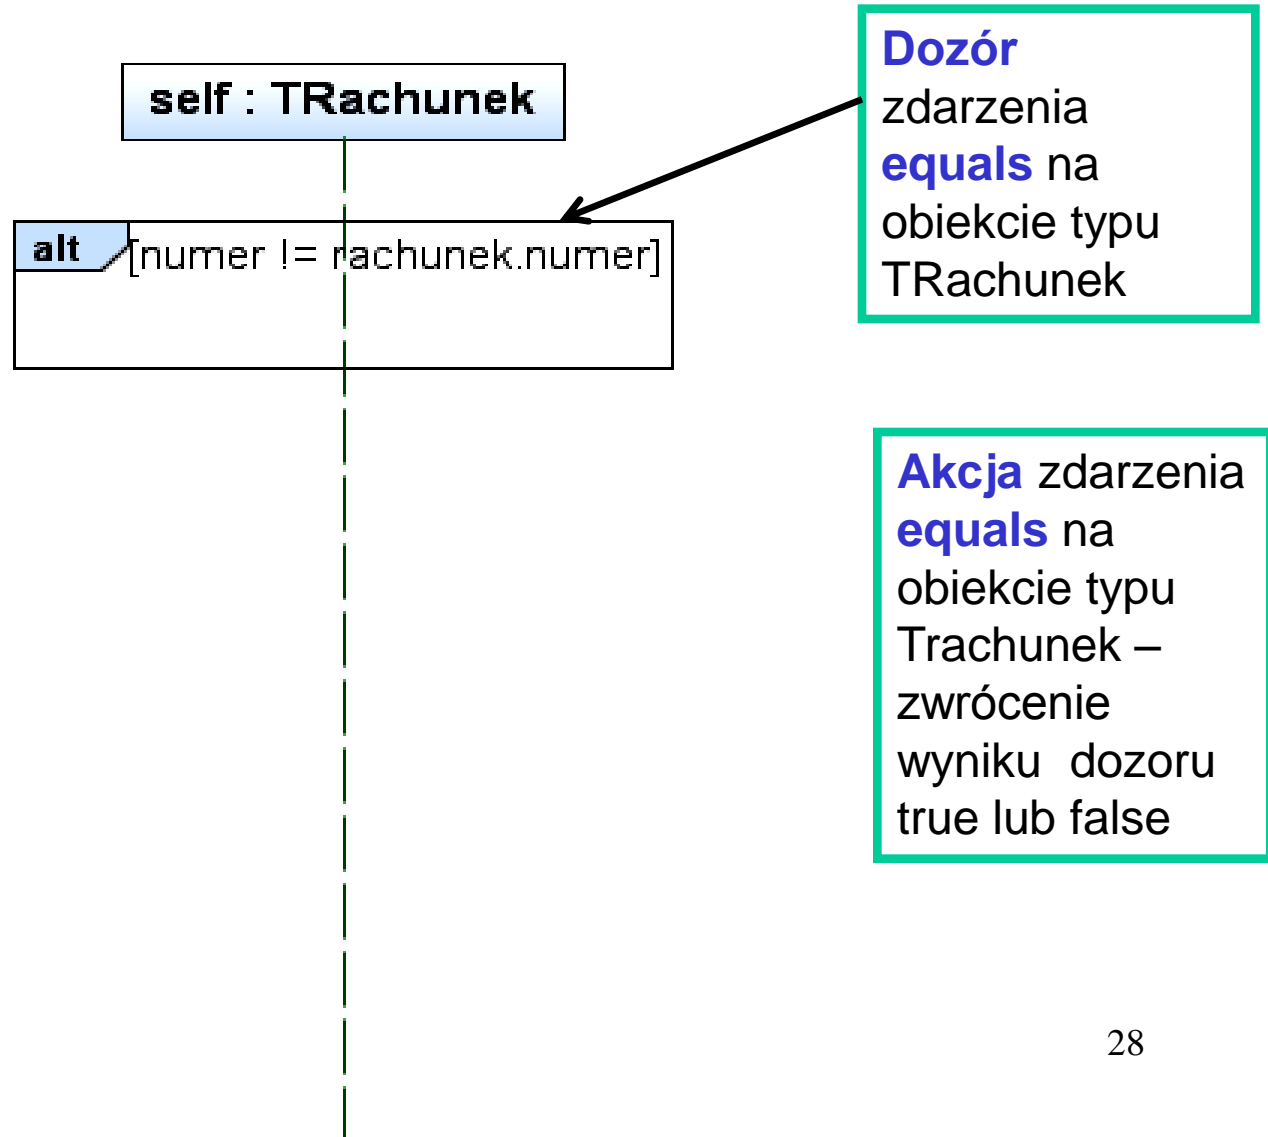 self : TRachunek
alt [numer != rachunek.numer]
Dozór
zdarzenia
equals na
obiekcie typu
TRachunek
Akcja zdarzenia
equals na
obiekcie typu
Trachunek –
zwrócenie
wyniku dozoru
true lub false
28